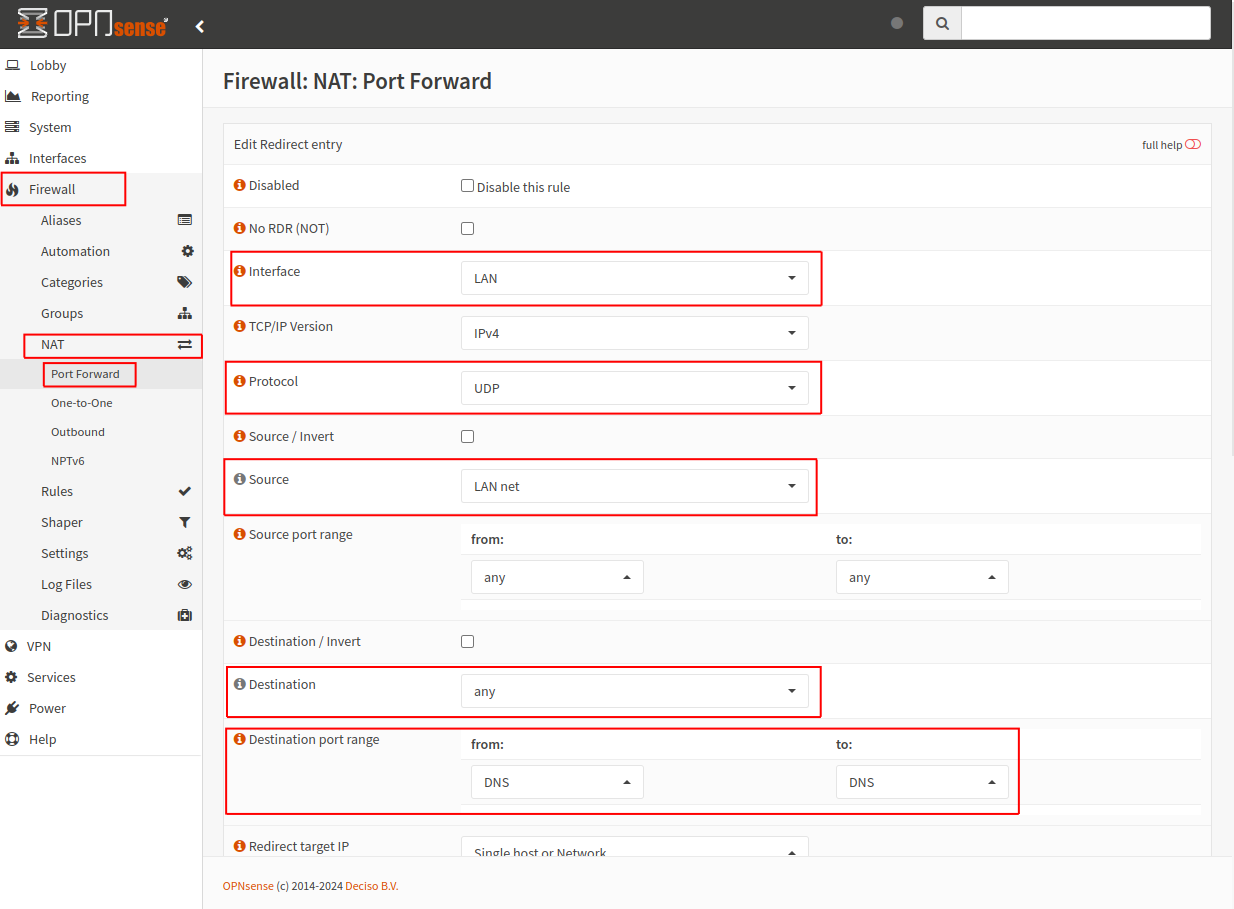 OPNsense
Lobby
Reporting
System
Interfaces
Firewall
Aliases
Automation
Categories
Groups
NAT
Port Forward
One-to-One
Outbound
NPTv6
Rules
Shaper
Settings
Log Files
Diagnostics
VPN
Services
Power
Help
Firewall: NAT: Port Forward
Edit Redirect entry full help
Disabled Disable this rule
No RDR (NOT)
Interface LAN
TCP/IP Version IPv4
Protocol UDP
Source / Invert
Source LAN net
Source port range from: to:
any any
Destination / Invert
Destination any
Destination port range from: to:
DNS DNS
Redirect target IP Single host or Network
OPNsense (c) 2014-2024 Deciso B.V.